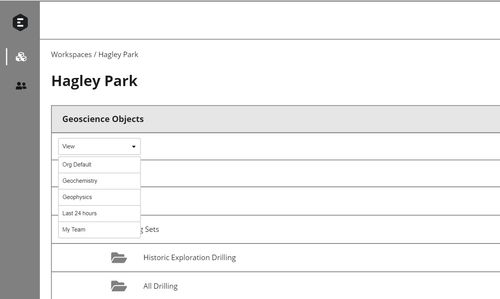 Workspaces / Hagley Park
Hagley Park
Geoscience Objects
View
Org Default
Geochemistry
Geophysics
Last 24 hours
My Team
Sets
Historic Exploration Drilling
All Drilling